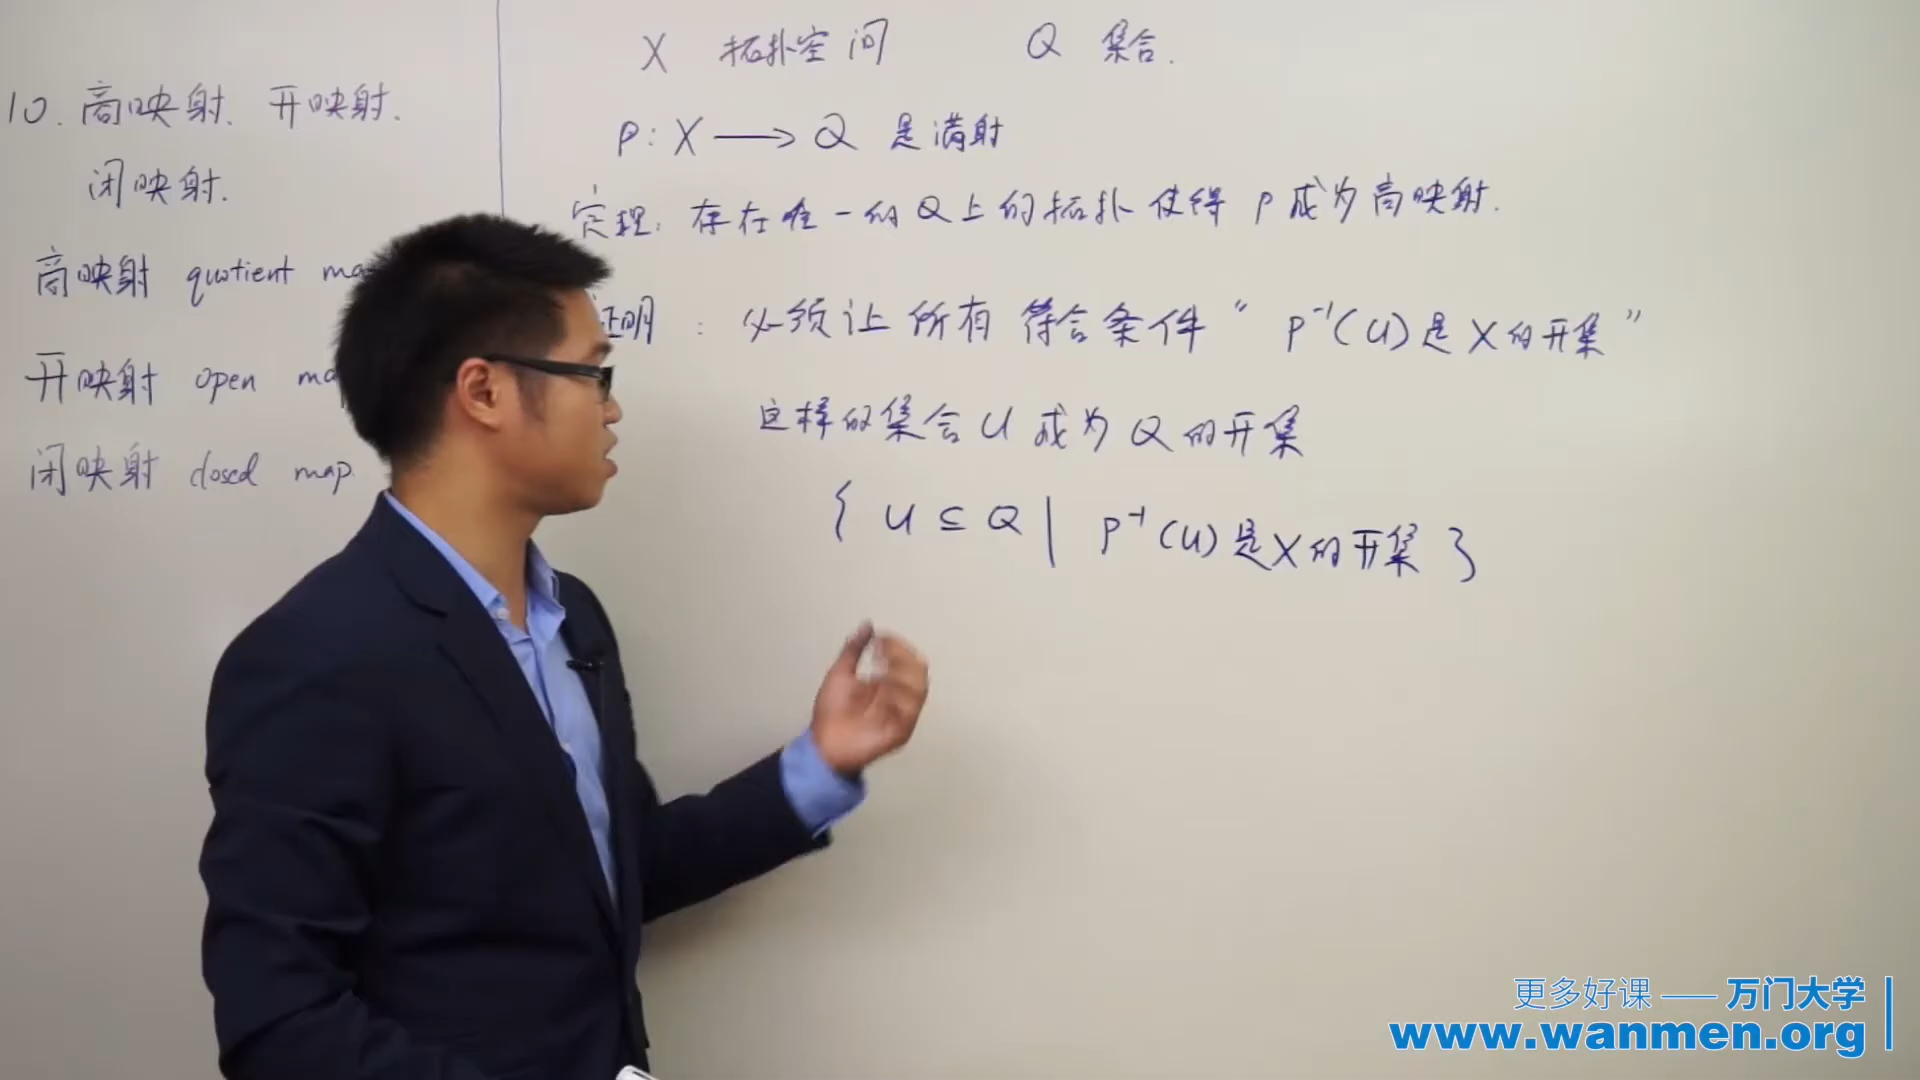 10. 商映射、开映射.
闭映射.
商映射 quotient
开映射 open
闭映射 closed map
X 拓扑空间 Q 集合.
p: X ⟶ Q 是满射
定理: 存在唯一的 Q 上的拓扑 使得 p 成为商映射.
证明 : 必须让所有符合条件 “ p⁻¹(U) 是 X 的开集 ”
这样的集合 U 成为 Q 的开集
{ U ⊆ Q | p⁻¹(U) 是 X 的开集 }
更多好课 —— 万门大学
www.wanmen.org